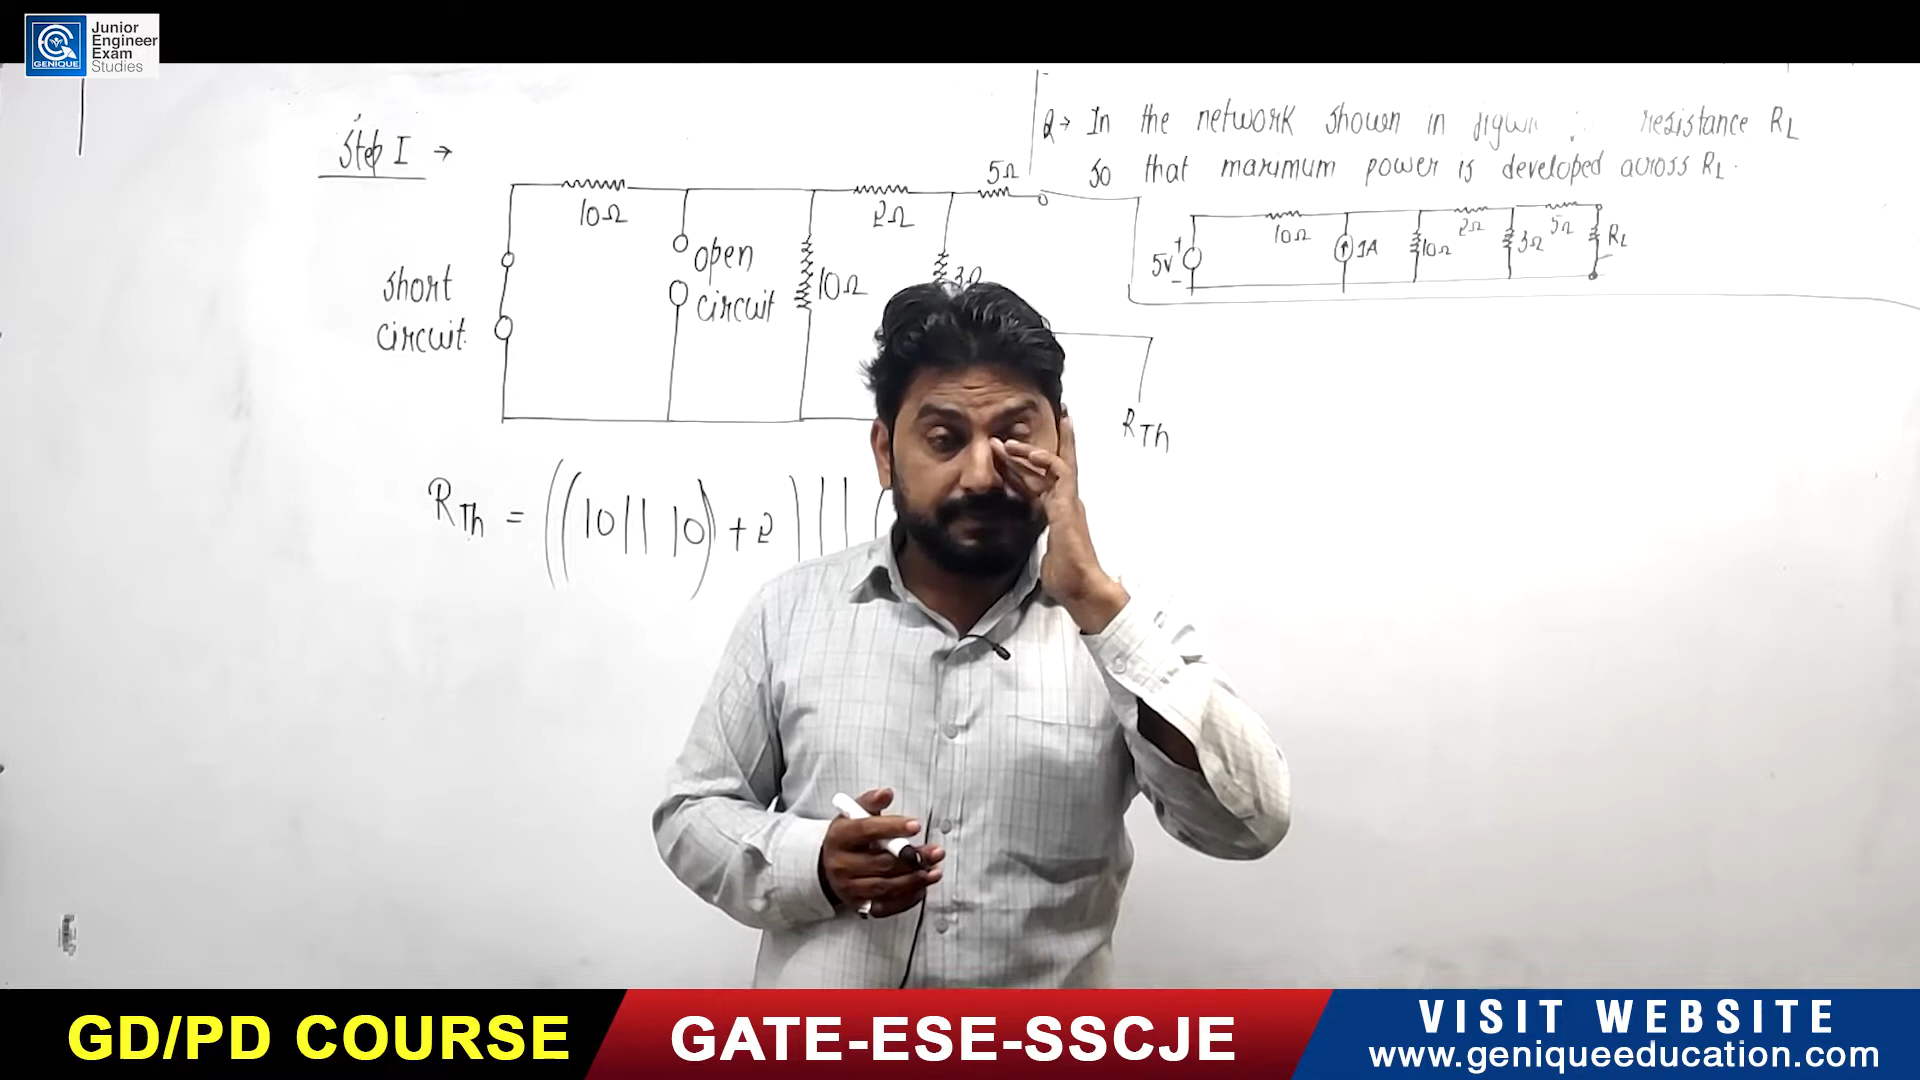 GENIQUE
Junior
Engineer
Exam
Studies
Step I →
Q→ In the network shown in resistance RL
so that maximum power is developed across RL.
10Ω
2Ω
5Ω
short
circuit.
open
circuit
10Ω
3Ω
RTh
5V
+
-
10Ω
1A
10Ω
2Ω
3Ω
5Ω
RL
RTh = ((10||10)+2)||(
GD/PD COURSE
GATE-ESE-SSCJE
VISIT WEBSITE
www.geniqueeducation.com